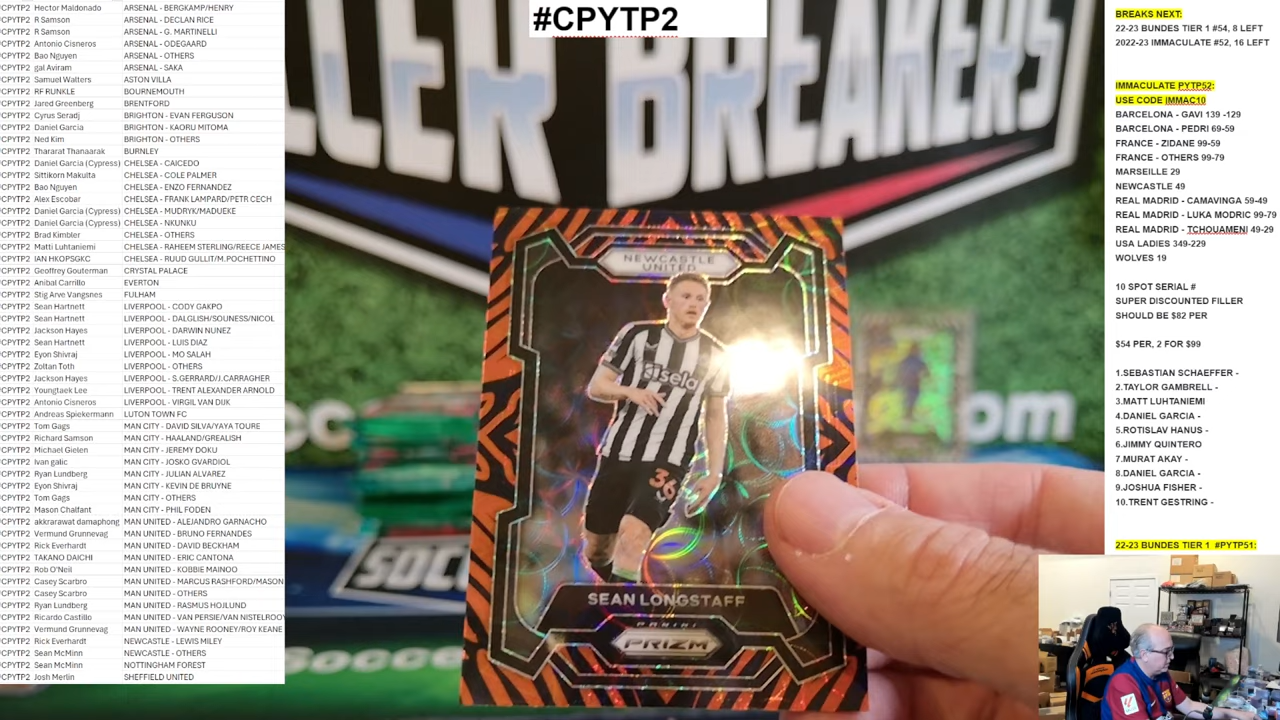 #CPYTP2
#CPYTP2 Hector Maldonado ARSENAL - BERGKAMP/HENRY
#CPYTP2 R Samson ARSENAL - DECLAN RICE
#CPYTP2 R Samson ARSENAL - G. MARTINELLI
#CPYTP2 Antonio Cisneros ARSENAL - ODEGAARD
#CPYTP2 Bao Nguyen ARSENAL - OTHERS
#CPYTP2 gal Aviram ARSENAL - SAKA
#CPYTP2 Samuel Walters ASTON VILLA
#CPYTP2 RF RUNKLE BOURNEMOUTH
#CPYTP2 Jared Greenberg BRENTFORD
#CPYTP2 Cyrus Seradj BRIGHTON - EVAN FERGUSON
#CPYTP2 Daniel Garcia BRIGHTON - KAORU MITOMA
#CPYTP2 Ned Kim BRIGHTON - OTHERS
#CPYTP2 Thararat Thanaarak BURNLEY
#CPYTP2 Daniel Garcia (Cypress) CHELSEA - CAICEDO
#CPYTP2 Sittikorn Makulta CHELSEA - COLE PALMER
#CPYTP2 Bao Nguyen CHELSEA - ENZO FERNANDEZ
#CPYTP2 Alex Escobar CHELSEA - FRANK LAMPARD/PETR CECH
#CPYTP2 Daniel Garcia (Cypress) CHELSEA - MUDRYK/MADUEKE
#CPYTP2 Daniel Garcia (Cypress) CHELSEA - NKUNKU
#CPYTP2 Brad Kimbler CHELSEA - OTHERS
#CPYTP2 Matti Luhtaniemi CHELSEA - RAHEEM STERLING/REECE JAMES
#CPYTP2 IAN HKOPSGKC CHELSEA - RUUD GULLIT/M.POCHETTINO
#CPYTP2 Geoffrey Gouterman CRYSTAL PALACE
#CPYTP2 Anibal Carrillo EVERTON
#CPYTP2 Stig Arve Vangsnes FULHAM
#CPYTP2 Sean Hartnett LIVERPOOL - CODY GAKPO
#CPYTP2 Sean Hartnett LIVERPOOL - DALGLISH/SOUNESS/NICOL
#CPYTP2 Jackson Hayes LIVERPOOL - DARWIN NUNEZ
#CPYTP2 Sean Hartnett LIVERPOOL - LUIS DIAZ
#CPYTP2 Eyon Shivraj LIVERPOOL - MO SALAH
#CPYTP2 Zoltan Toth LIVERPOOL - OTHERS
#CPYTP2 Jackson Hayes LIVERPOOL - S.GERRARD/J.CARRAGHER
#CPYTP2 Youngtaek Lee LIVERPOOL - TRENT ALEXANDER ARNOLD
#CPYTP2 Antonio Cisneros LIVERPOOL - VIRGIL VAN DIJK
#CPYTP2 Andreas Spiekermann LUTON TOWN FC
#CPYTP2 Tom Gags MAN CITY - DAVID SILVA/YAYA TOURE
#CPYTP2 Richard Samson MAN CITY - HAALAND/GREALISH
#CPYTP2 Michael Gielen MAN CITY - JEREMY DOKU
#CPYTP2 Ivan galic MAN CITY - JOSKO GVARDIOL
#CPYTP2 Ryan Lundberg MAN CITY - JULIAN ALVAREZ
#CPYTP2 Eyon Shivraj MAN CITY - KEVIN DE BRUYNE
#CPYTP2 Tom Gags MAN CITY - OTHERS
#CPYTP2 Mason Chalfant MAN CITY - PHIL FODEN
#CPYTP2 akkrarawat damaphong MAN UNITED - ALEJANDRO GARNACHO
#CPYTP2 Vermund Grunnevag MAN UNITED - BRUNO FERNANDES
#CPYTP2 Rick Everhardt MAN UNITED - DAVID BECKHAM
#CPYTP2 TAKANO DAICHI MAN UNITED - ERIC CANTONA
#CPYTP2 Rob O'Neil MAN UNITED - KOBBIE MAINOO
#CPYTP2 Casey Scarbro MAN UNITED - MARCUS RASHFORD/MASON
#CPYTP2 Casey Scarbro MAN UNITED - OTHERS
#CPYTP2 Ryan Lundberg MAN UNITED - RASMUS HOJLUND
#CPYTP2 Ricardo Castillo MAN UNITED - VAN PERSIE/VAN NISTELROOY
#CPYTP2 Vermund Grunnevag MAN UNITED - WAYNE ROONEY/ROY KEANE
#CPYTP2 Rick Everhardt NEWCASTLE - LEWIS MILEY
#CPYTP2 Sean McMinn NEWCASTLE - OTHERS
#CPYTP2 Sean McMinn NOTTINGHAM FOREST
#CPYTP2 Josh Merlin SHEFFIELD UNITED
LLER BREAKERS
om
NEWCASTLE
UNITED
sela
36
SEAN LONGSTAFF
PANINI
PRIZM
BREAKS NEXT:
22-23 BUNDES TIER 1 #54, 8 LEFT
2022-23 IMMACULATE #52, 16 LEFT
IMMACULATE PYTP52:
USE CODE IMMAC10
BARCELONA - GAVI 139 -129
BARCELONA - PEDRI 69-59
FRANCE - ZIDANE 99-59
FRANCE - OTHERS 99-79
MARSEILLE 29
NEWCASTLE 49
REAL MADRID - CAMAVINGA 59-49
REAL MADRID - LUKA MODRIC 99-79
REAL MADRID - TCHOUAMENI 49-29
USA LADIES 349-229
WOLVES 19
10 SPOT SERIAL #
SUPER DISCOUNTED FILLER
SHOULD BE $82 PER
$54 PER, 2 FOR $99
1.SEBASTIAN SCHAEFFER -
2.TAYLOR GAMBRELL -
3.MATT LUHTANIEMI
4.DANIEL GARCIA -
5.ROTISLAV HANUS -
6.JIMMY QUINTERO
7.MURAT AKAY -
8.DANIEL GARCIA -
9.JOSHUA FISHER -
10.TRENT GESTRING -
22-23 BUNDES TIER 1 #PYTP51: